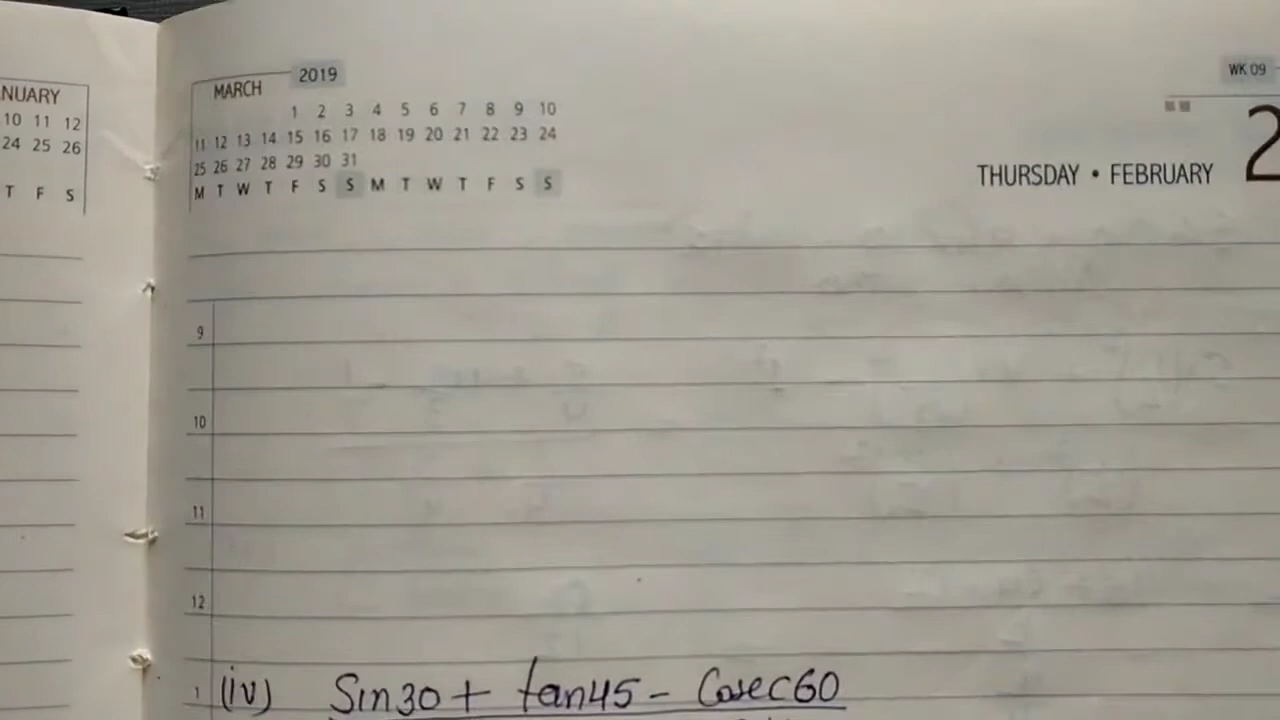 NUARY
10 11 12
24 25 26
T F S
MARCH 2019
1 2 3 4 5 6 7 8 9 10
11 12 13 14 15 16 17 18 19 20 21 22 23 24
25 26 27 28 29 30 31
M T W T F S S M T W T F S S
WK 09
THURSDAY • FEBRUARY 2
9
10
11
12
1 (iv) Sin30 + tan45 - Cosec60